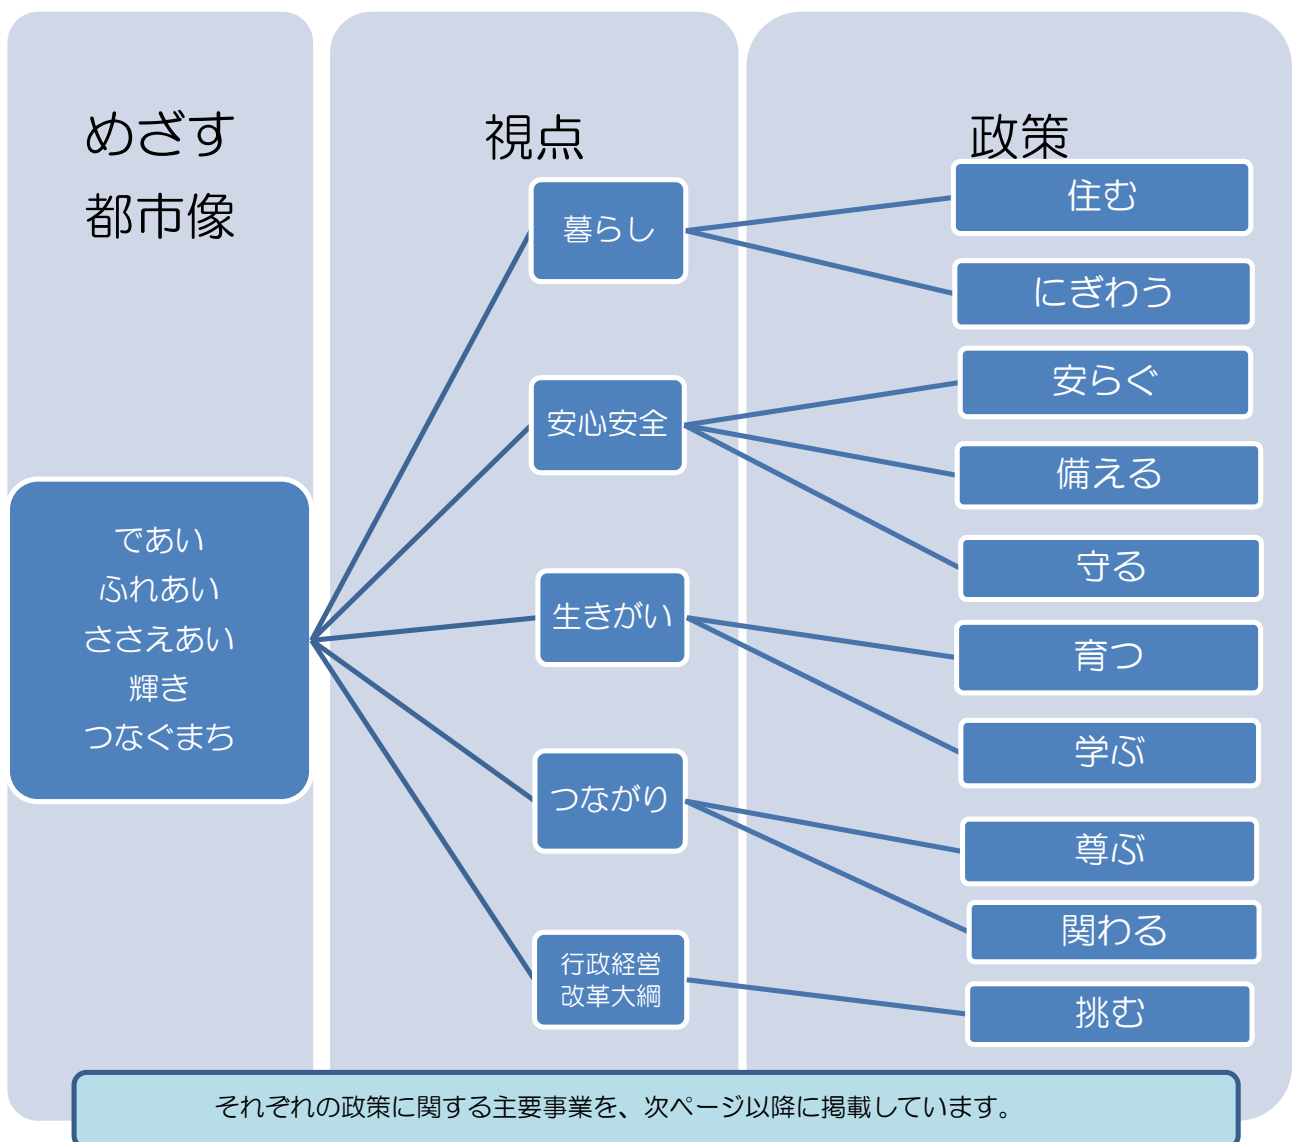 めざす
都市像
視点
政策
であい
ふれあい
ささえあい
輝き
つなぐまち
暮らし
安心安全
生きがい
つながり
行政経営
改革大綱
住む
にぎわう
安らぐ
備える
守る
育つ
学ぶ
尊ぶ
関わる
挑む
それぞれの政策に関する主要事業を、次ページ以降に掲載しています。